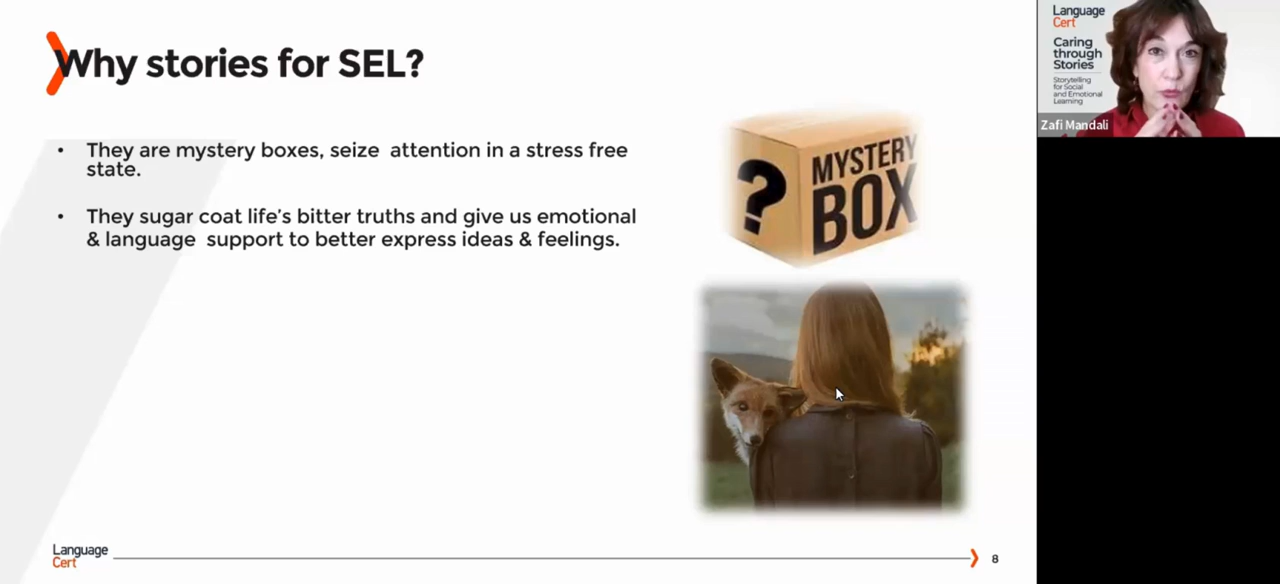 Why stories for SEL?
• They are mystery boxes, seize attention in a stress free
state.
• They sugar coat life's bitter truths and give us emotional
& language support to better express ideas & feelings.
?
MYSTERY
BOX
Language
Cert
8
Language
Cert
Caring
through
Stories
Storytelling
for Social
and Emotional
Learning
Zafi Mandali